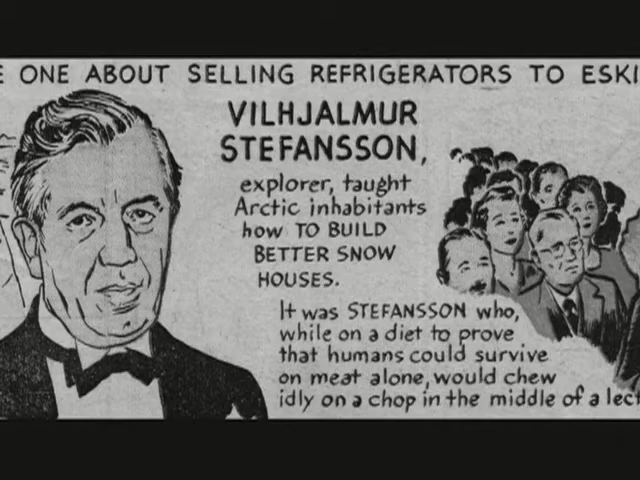 E ONE ABOUT SELLING REFRIGERATORS TO ESKI
VILHJALMUR
STEFANSSON,
explorer, taught
Arctic inhabitants
how TO BUILD
BETTER SNOW
HOUSES.
It was STEFANSSON who,
while on a diet to prove
that humans could survive
on meat alone, would chew
idly on a chop in the middle of a lect